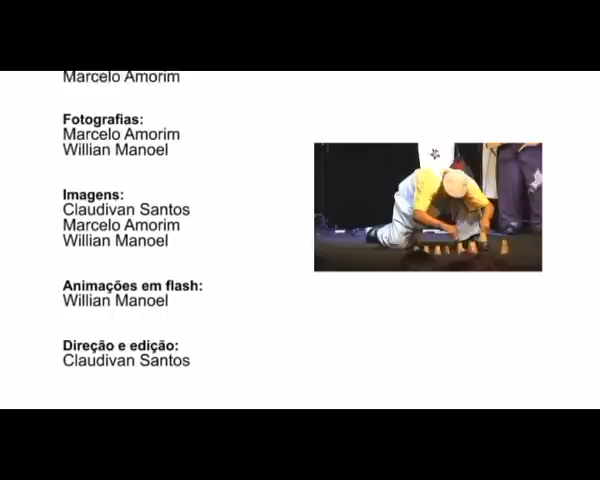 Marcelo Amorim
Fotografias:
Marcelo Amorim
Willian Manoel
Imagens:
Claudivan Santos
Marcelo Amorim
Willian Manoel
Animações em flash:
Willian Manoel
Direção e edição:
Claudivan Santos